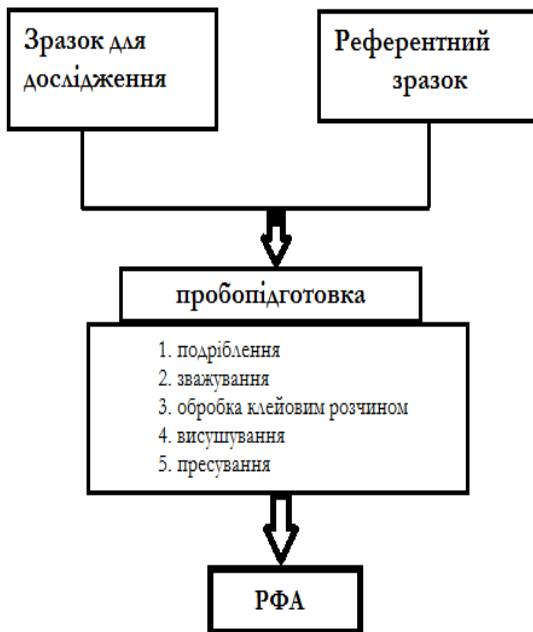 Зразок для
дослідження
Референтний
зразок
пробопідготовка
1. подріблення
2. зважування
3. обробка клейовим розчином
4. висушування
5. пресування
РФА